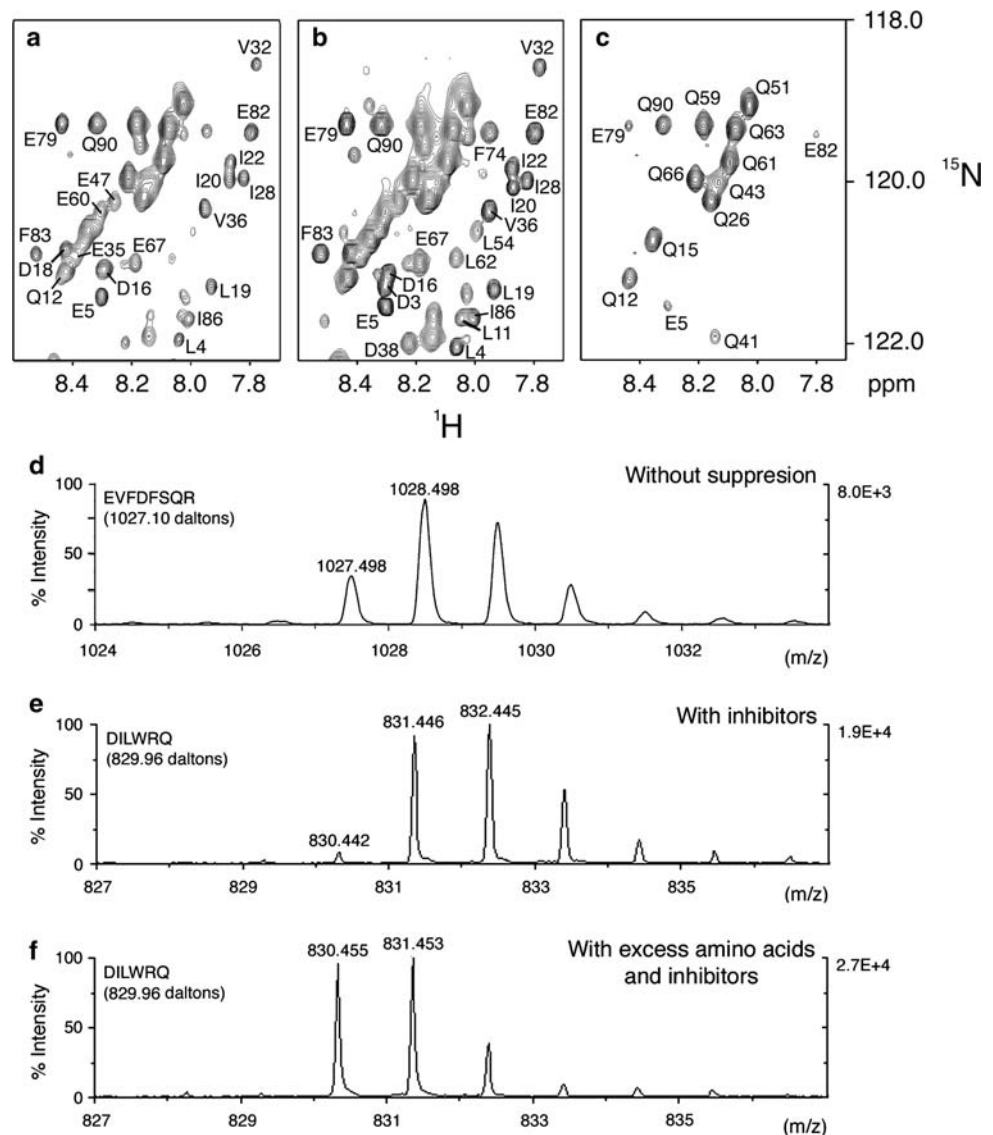 a
b
c
118.0
120.0
122.0
15N
ppm
V32
E82
E79
Q90
I22
I20
I28
E47
E60
V36
F83
E35
E67
D18
D16
Q12
E5
L19
I86
L4
8.4 8.2 8.0 7.8
V32
E82
E79
Q90
F74
I22
I28
I20
V36
L54
F83
E67
L62
D16
D3
L19
E5
I86
L11
D38
L4
8.4 8.2 8.0 7.8
Q51
Q90
Q59
E79
Q63
E82
Q61
Q66
Q43
Q26
Q15
Q12
E5
Q41
8.4 8.2 8.0 7.8
1H
d
Without suppresion
EVFDFSQR
(1027.10 daltons)
1028.498
1027.498
8.0E+3
% Intensity
100
50
0
1024 1026 1028 1030 1032 (m/z)
e
With inhibitors
DILWRQ
(829.96 daltons)
831.446
832.445
830.442
1.9E+4
% Intensity
100
50
0
827 829 831 833 835 (m/z)
f
With excess amino acids
and inhibitors
DILWRQ
(829.96 daltons)
830.455
831.453
2.7E+4
% Intensity
100
50
0
827 829 831 833 835 (m/z)